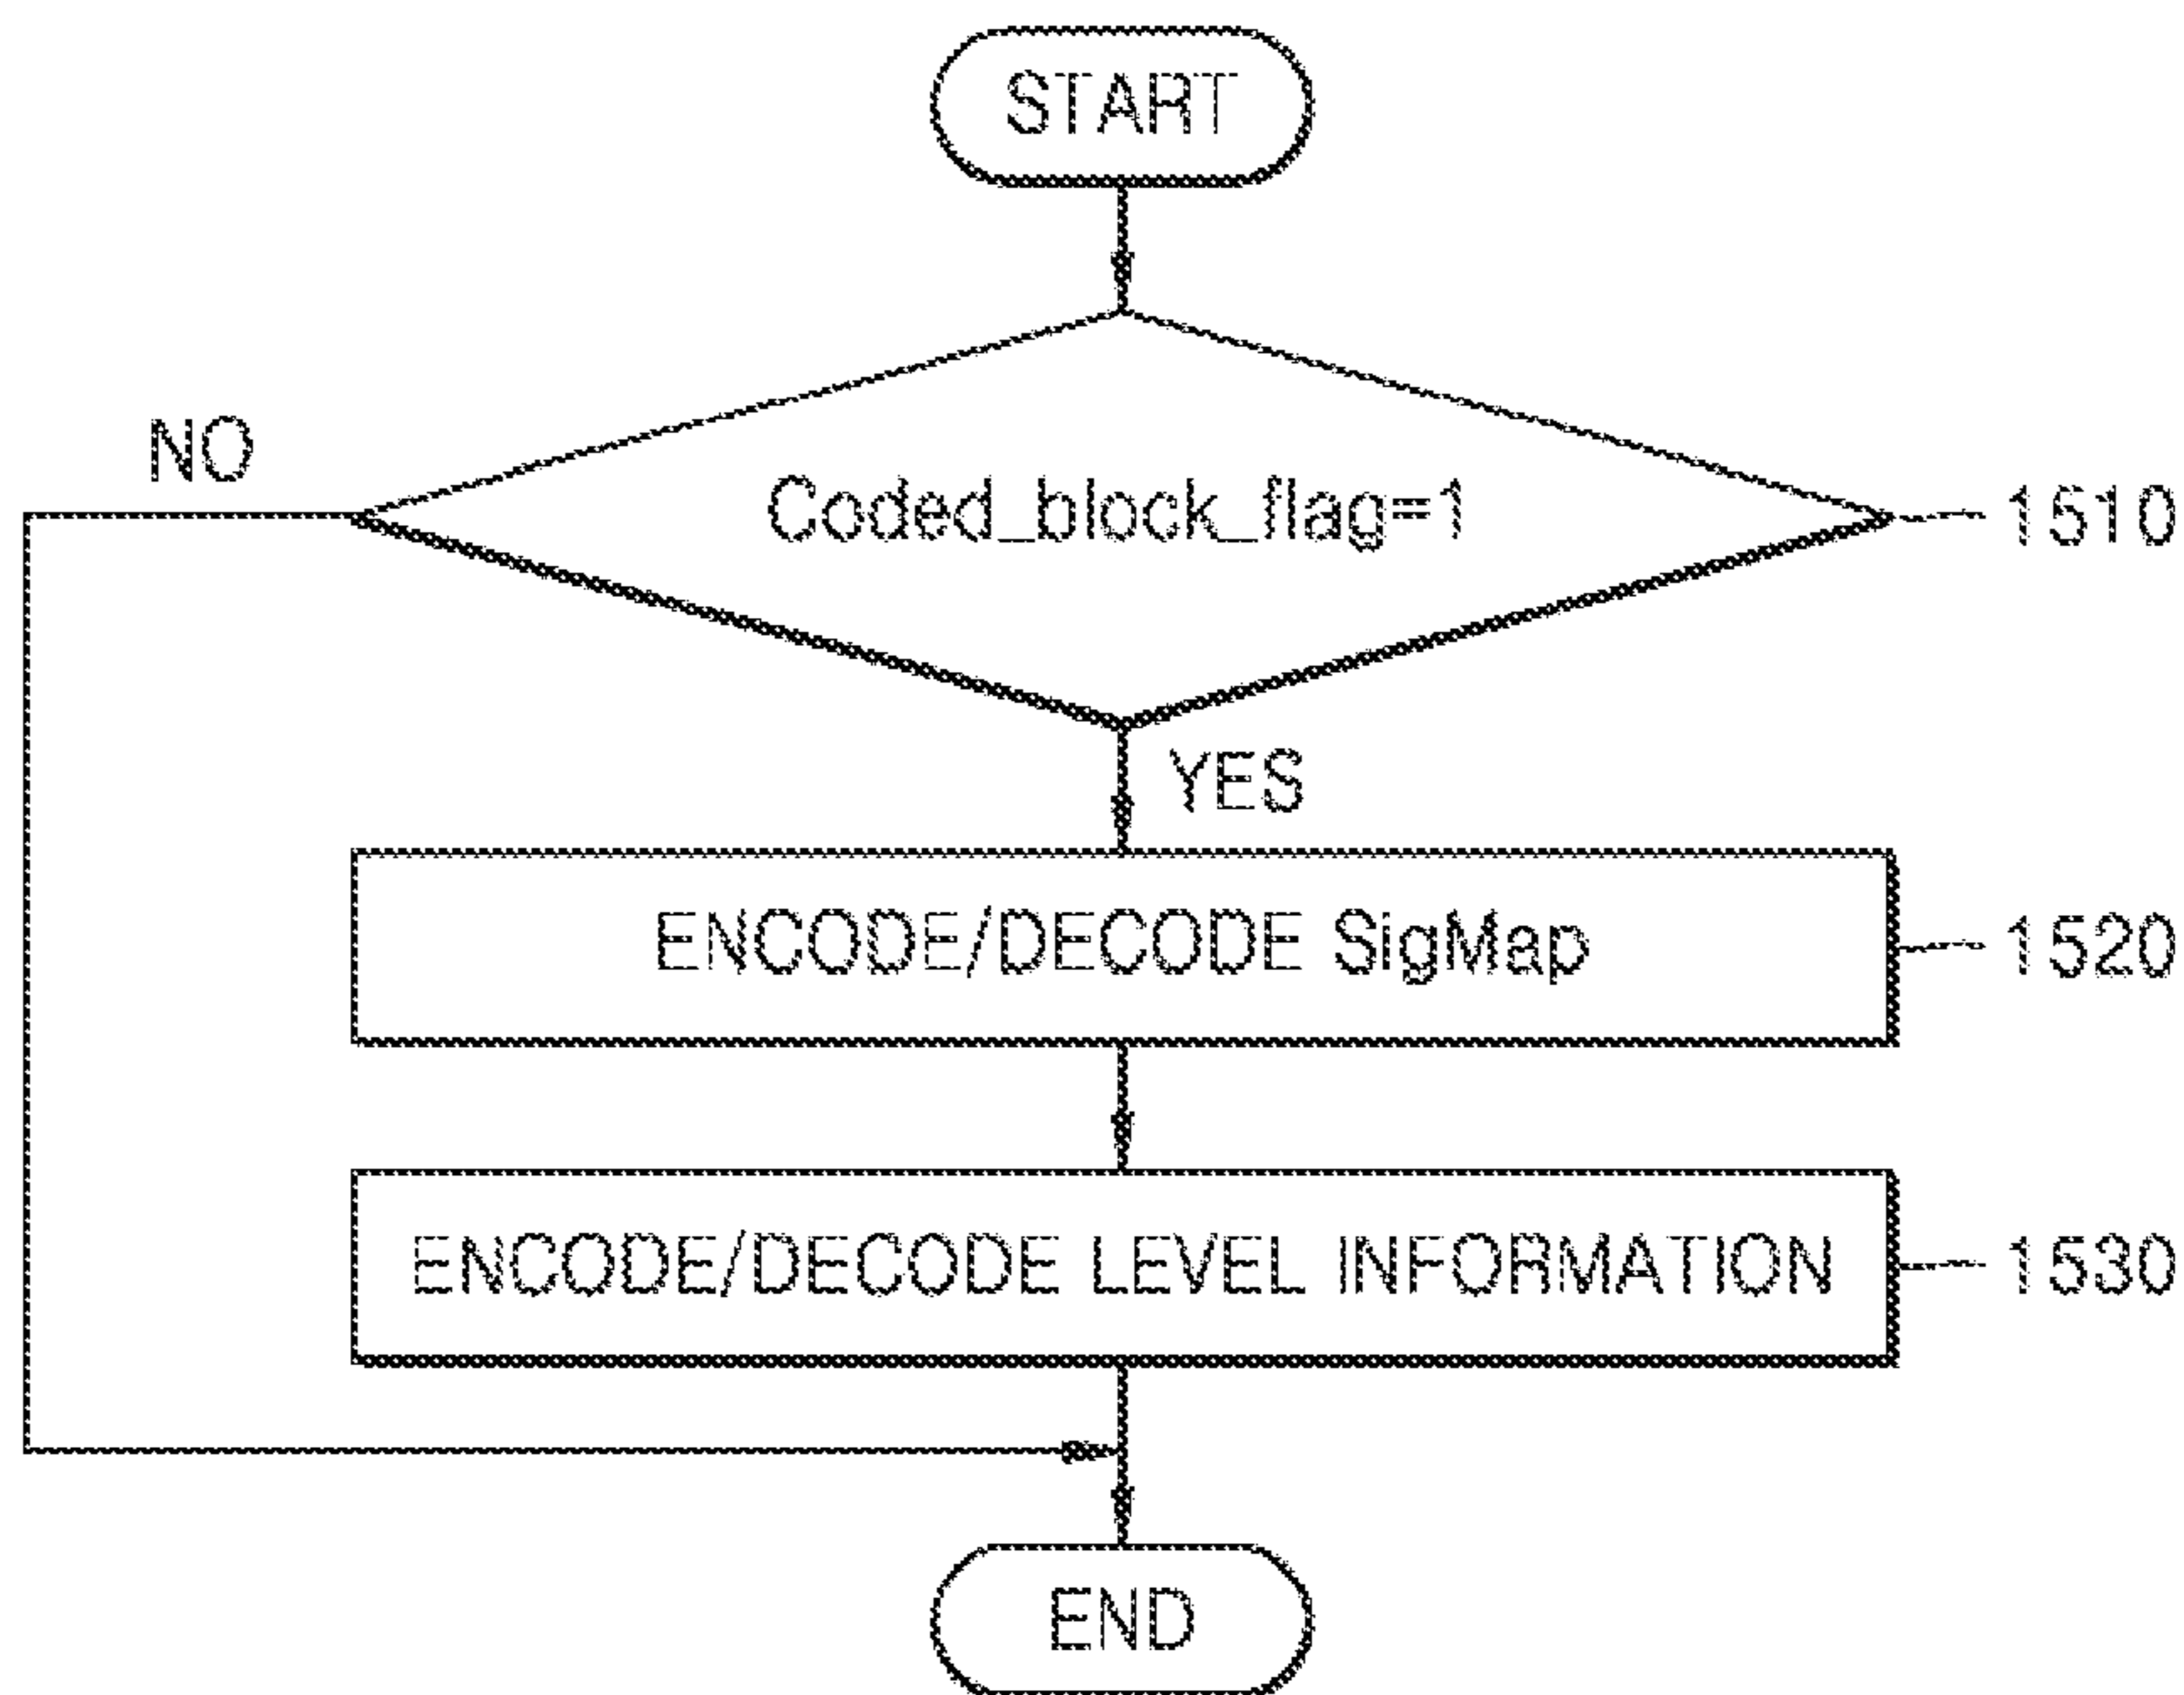 START
NO
Coded_block_flag=1
1510
YES
ENCODE/DECODE SigMap
1520
ENCODE/DECODE LEVEL INFORMATION
1530
END